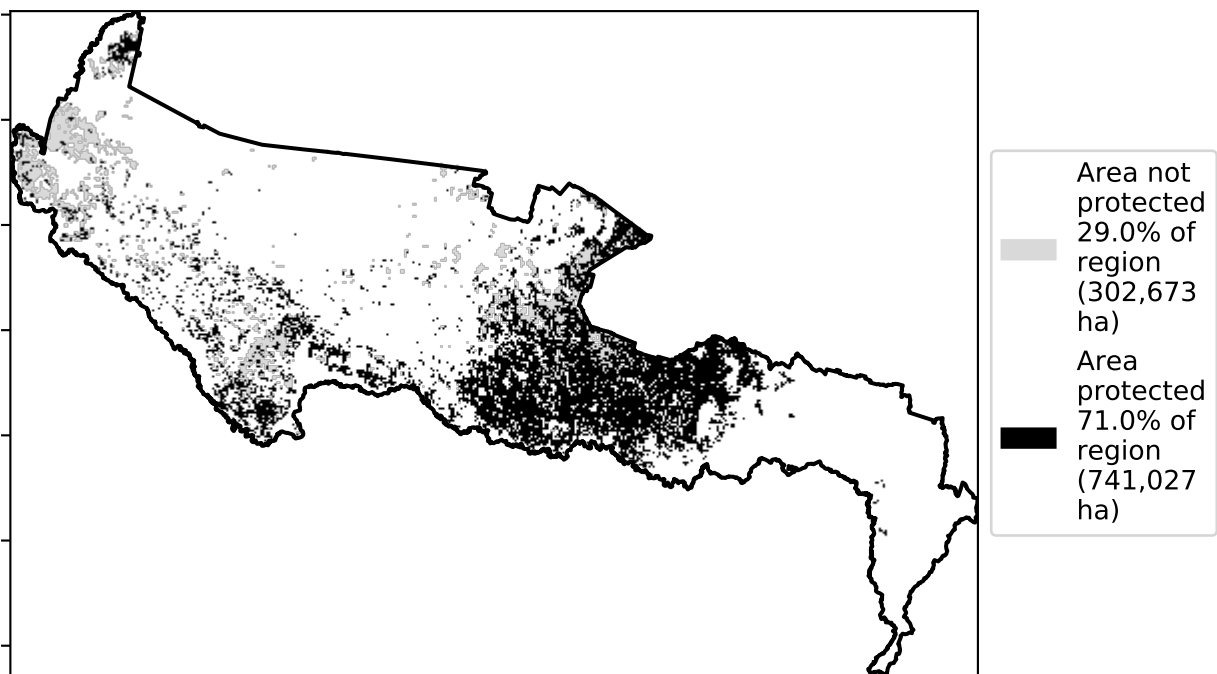 Area not
protected
29.0% of
region
(302,673
ha)
Area
protected
71.0% of
region
(741,027
ha)